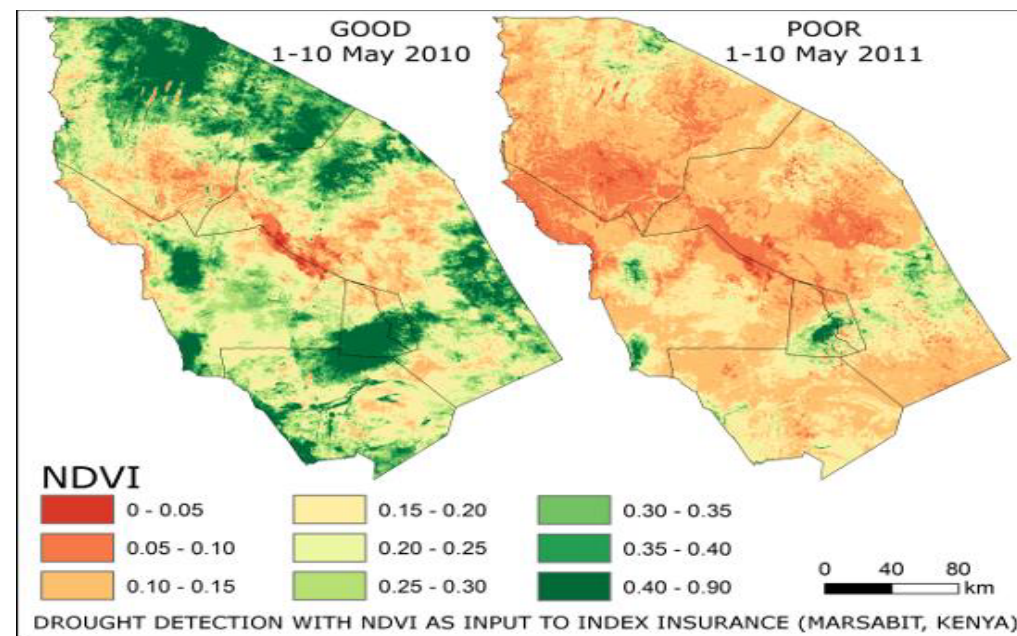 GOOD
1-10 May 2010
POOR
1-10 May 2011
NDVI
0 - 0.05
0.05 - 0.10
0.10 - 0.15
0.15 - 0.20
0.20 - 0.25
0.25 - 0.30
0.30 - 0.35
0.35 - 0.40
0.40 - 0.90
0 40 80
km
DROUGHT DETECTION WITH NDVI AS INPUT TO INDEX INSURANCE (MARSABIT, KENYA)